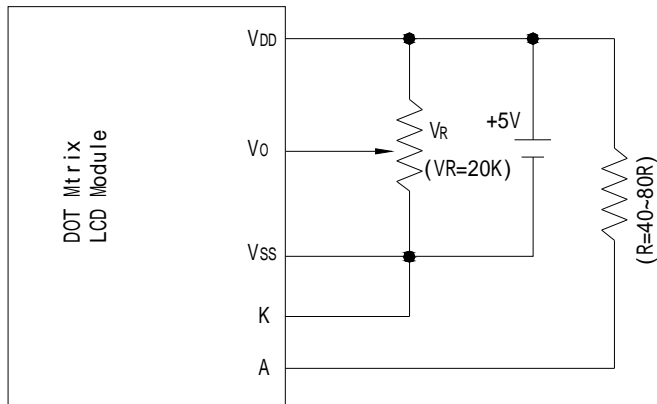 VDD
DOT Mtrix
LCD Module
VO
VR
(VR=20K)
+5V
(R=40~80R)
VSS
K
A